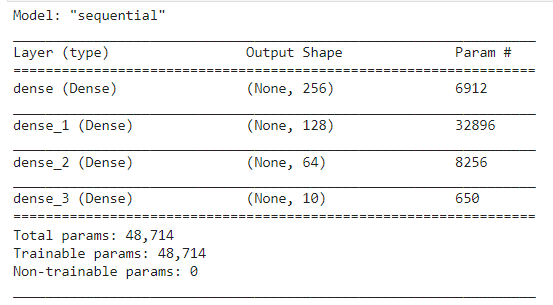 Model: "sequential"
Layer (type) Output Shape Param #
dense (Dense) (None, 256) 6912
dense_1 (Dense) (None, 128) 32896
dense_2 (Dense) (None, 64) 8256
dense_3 (Dense) (None, 10) 650
Total params: 48,714
Trainable params: 48,714
Non-trainable params: 0